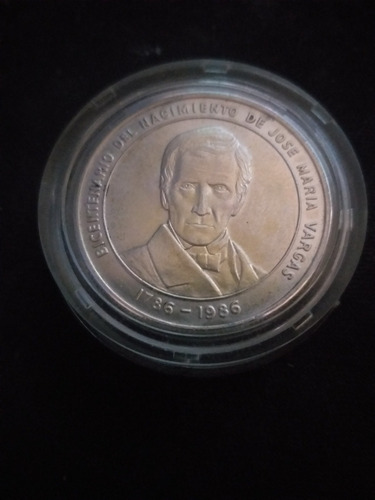 BICENTENARIO DEL NACIMIENTO DE JOSE MARIA VARGAS
1786 - 1986